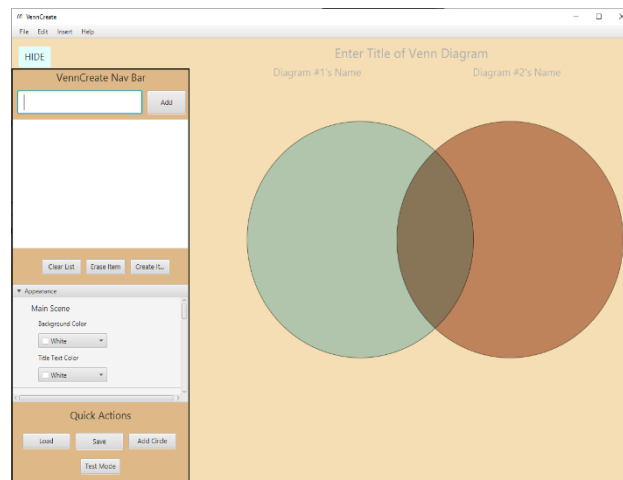 VennCreate
File Edit Insert Help
HIDE
Enter Title of Venn Diagram
Diagram #1's Name Diagram #2's Name
VennCreate Nav Bar
Add
Clear List Erase Item Create It...
Appearance
Main Scene
Background Color
White
Title Text Color
White
Quick Actions
Load Save Add Circle
Test Mode